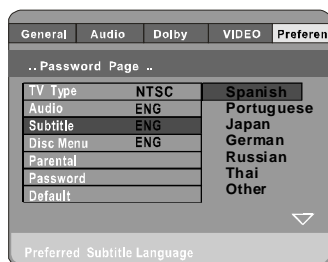 General Audio Dolby VIDEO Preferen
.. Password Page ..
TV Type NTSC Spanish
Audio ENG Portuguese
Subtitle ENG Japan
Disc Menu ENG German
Parental Russian
Password Thai
Default Other
Preferred Subtitle Language